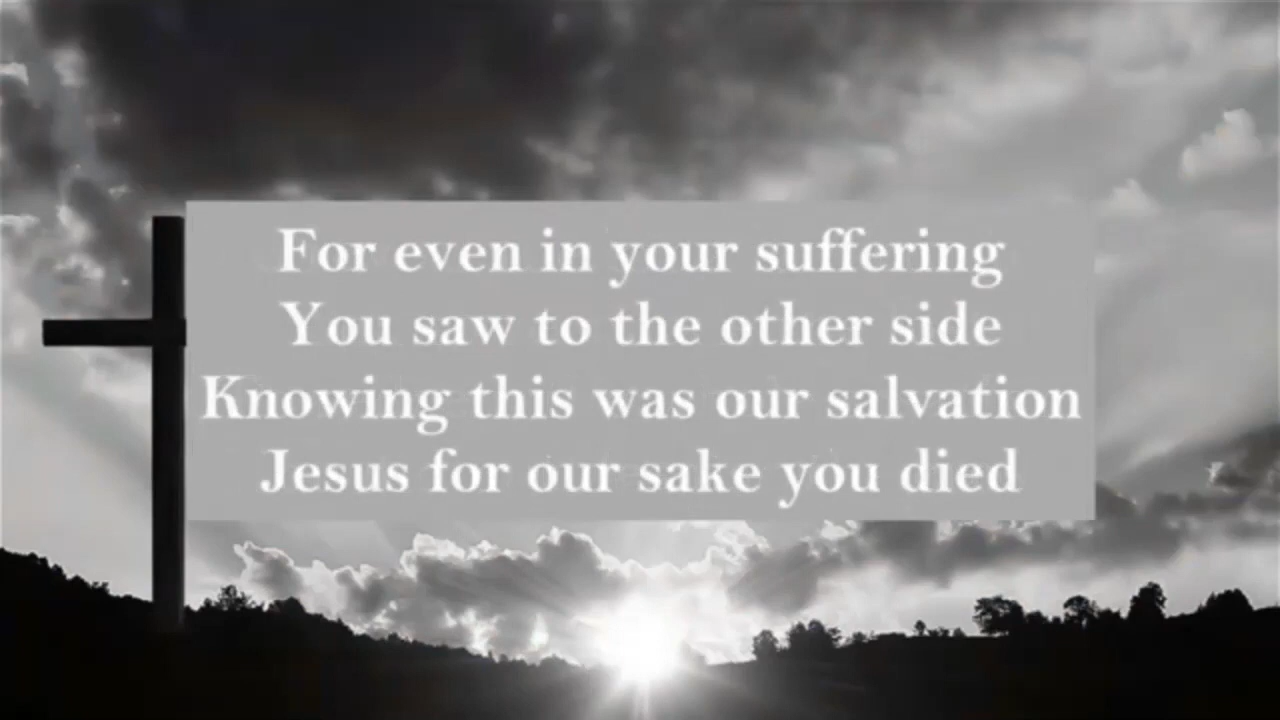 For even in your suffering
You saw to the other side
Knowing this was our salvation
Jesus for our sake you died